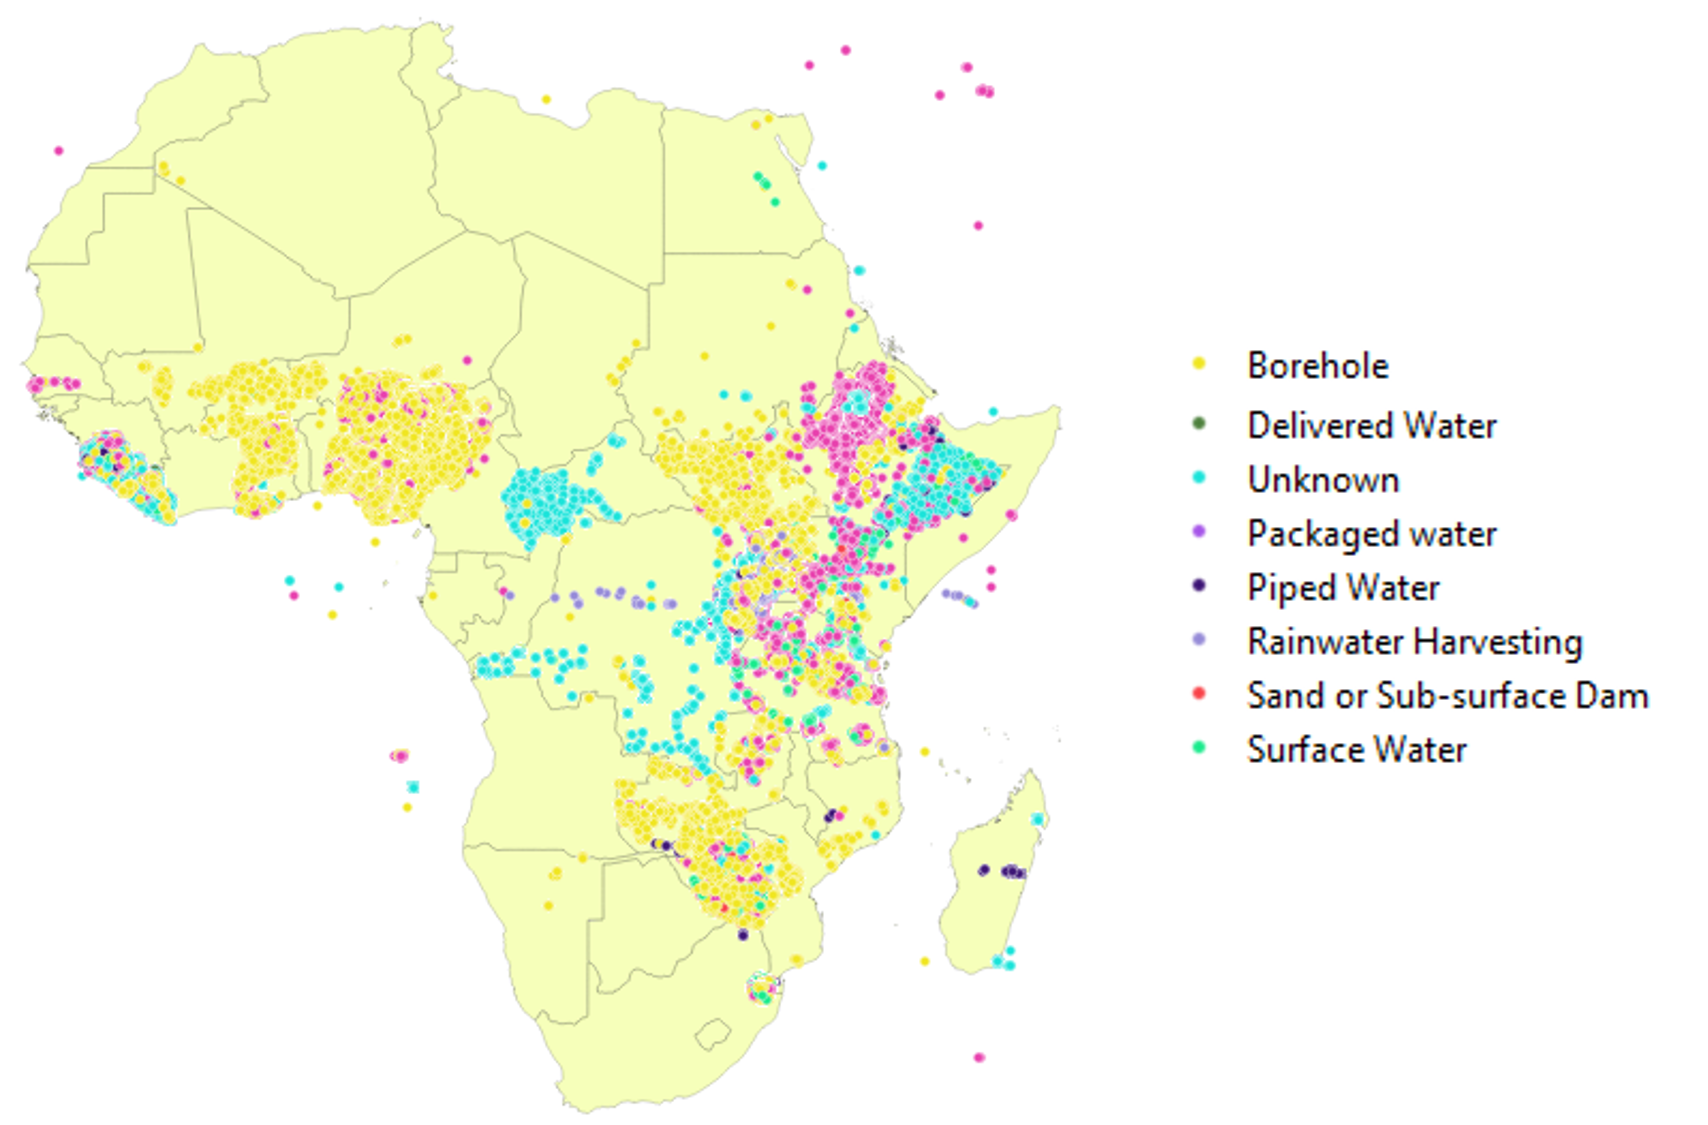 Borehole
Delivered Water
Unknown
Packaged water
Piped Water
Rainwater Harvesting
Sand or Sub-surface Dam
Surface Water